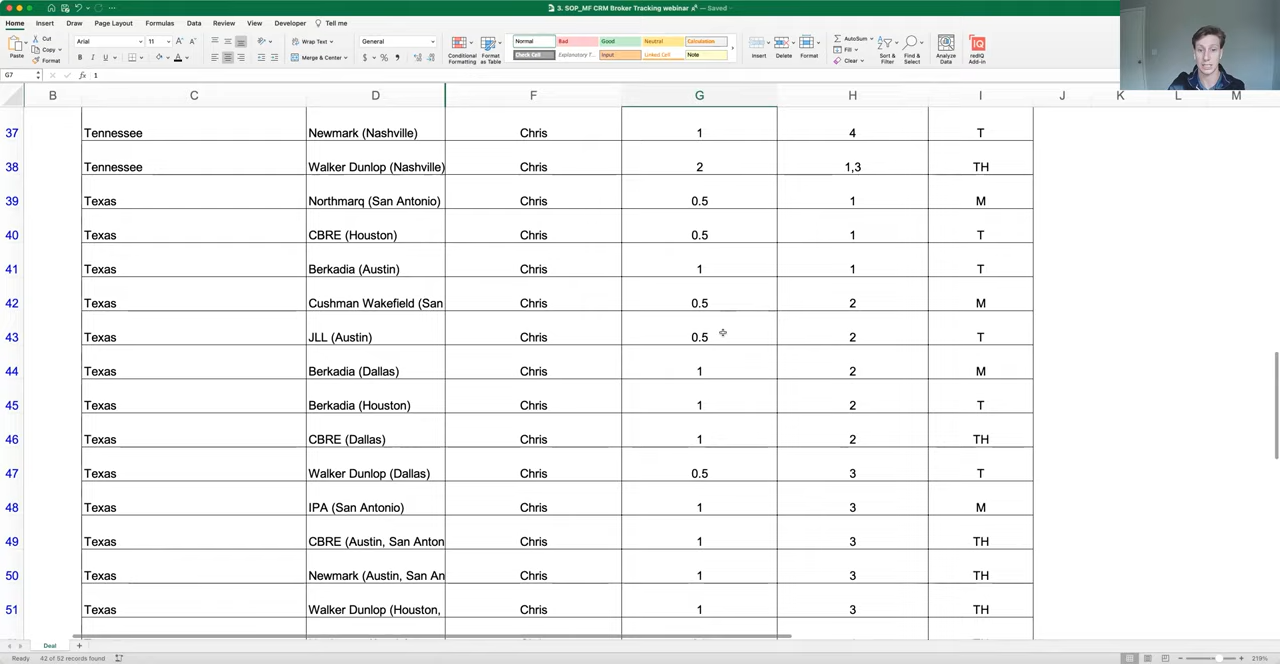 3. SOP_MF CRM Broker Tracking webinar — Saved
Home Insert Draw Page Layout Formulas Data Review View Developer Tell me
Paste Cut Copy Format Arial 11 B I U Wrap Text Merge & Center General $ % Conditional Formatting Format as Table Normal Bad Good Neutral Calculation Check Cell Explanatory T... Input Linked Cell Note Insert Delete Format AutoSum Fill Clear Sort & Filter Find & Select Analyze Data redIQ Add-in
G7 fx 1
B C D F G H I J K L M
37 Tennessee Newmark (Nashville) Chris 1 4 T
38 Tennessee Walker Dunlop (Nashville) Chris 2 1,3 TH
39 Texas Northmarq (San Antonio) Chris 0.5 1 M
40 Texas CBRE (Houston) Chris 0.5 1 T
41 Texas Berkadia (Austin) Chris 1 1 T
42 Texas Cushman Wakefield (San Chris 0.5 2 M
43 Texas JLL (Austin) Chris 0.5 2 T
44 Texas Berkadia (Dallas) Chris 1 2 M
45 Texas Berkadia (Houston) Chris 1 2 T
46 Texas CBRE (Dallas) Chris 1 2 TH
47 Texas Walker Dunlop (Dallas) Chris 0.5 3 T
48 Texas IPA (San Antonio) Chris 1 3 M
49 Texas CBRE (Austin, San Anton Chris 1 3 TH
50 Texas Newmark (Austin, San An Chris 1 3 TH
51 Texas Walker Dunlop (Houston, Chris 1 3 TH
Deal +
Ready 42 of 52 records found 219%